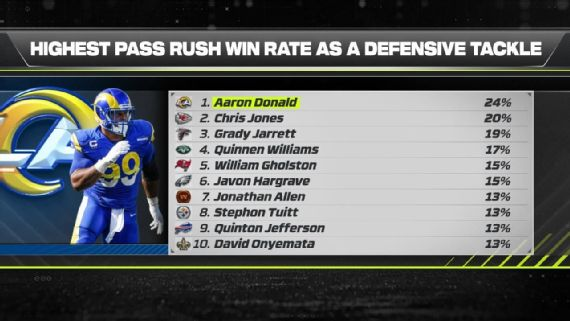 HIGHEST PASS RUSH WIN RATE AS A DEFENSIVE TACKLE
1. Aaron Donald 24%
2. Chris Jones 20%
3. Grady Jarrett 19%
4. Quinnen Williams 17%
5. William Gholston 15%
6. Javon Hargrave 15%
7. Jonathan Allen 13%
8. Stephon Tuitt 13%
9. Quinton Jefferson 13%
10. David Onyemata 13%
99